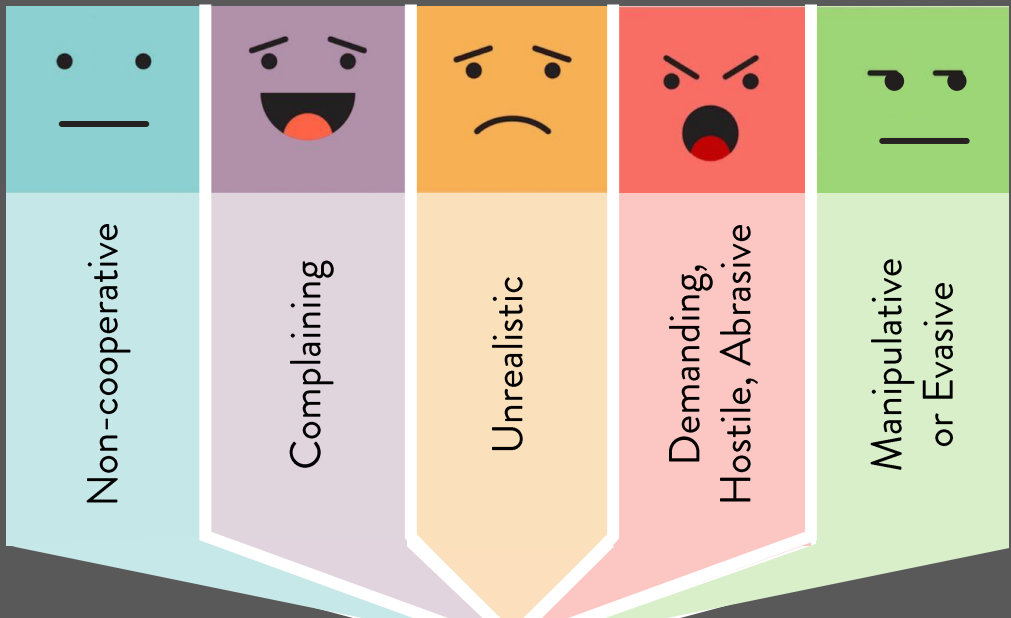 Non-cooperative
Complaining
Unrealistic
Demanding,
Hostile, Abrasive
Manipulative
or Evasive